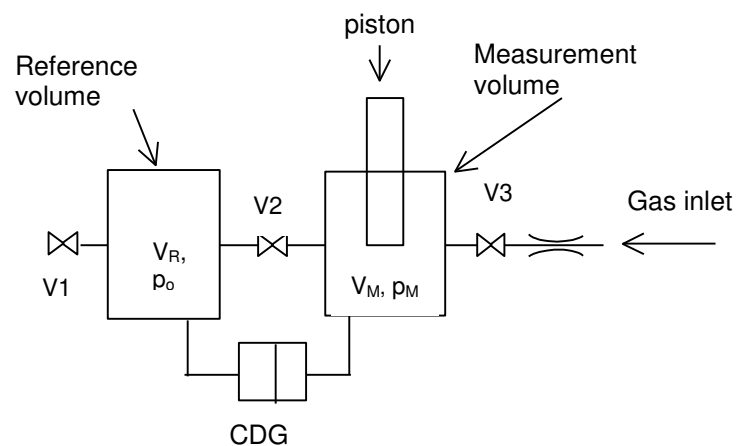 piston
Reference
volume
Measurement
volume
V2
V3
Gas inlet
V1
V_R,
p_o
V_M, p_M
CDG